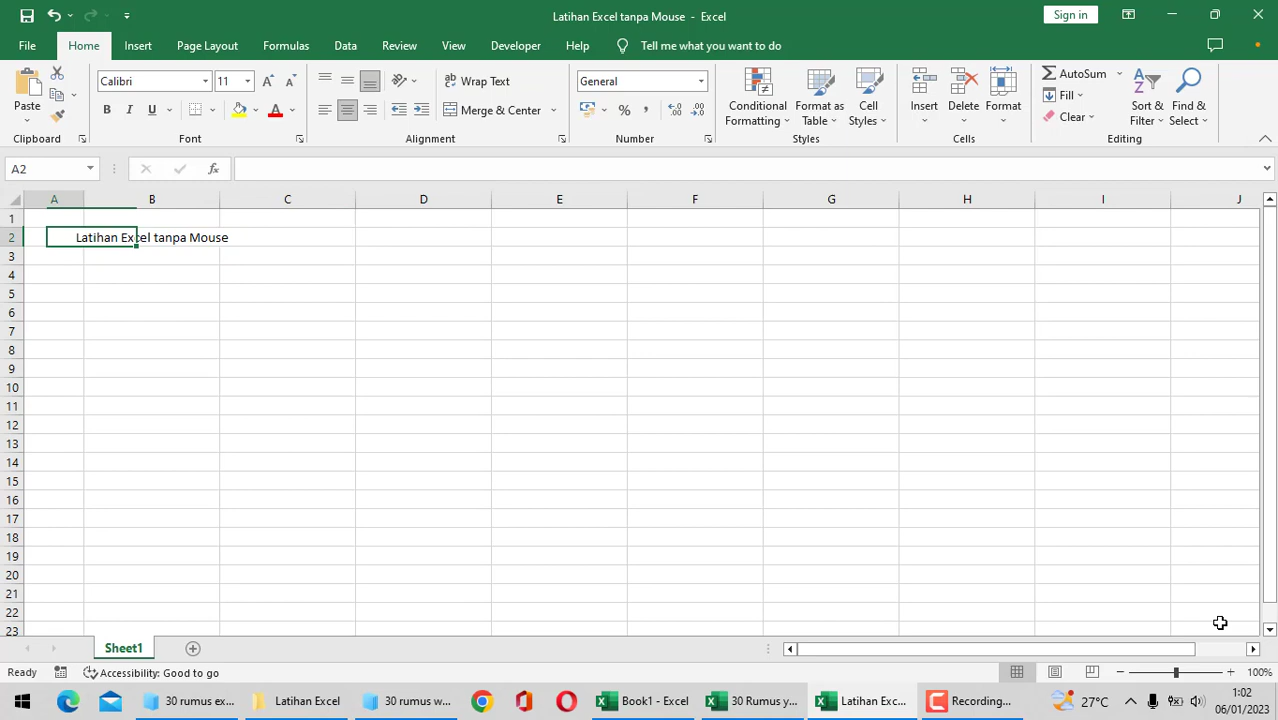 Latihan Excel tanpa Mouse - Excel
Sign in
File Home Insert Page Layout Formulas Data Review View Developer Help Tell me what you want to do
Paste
Calibri 11
B I U
Wrap Text
Merge & Center
General
Conditional Formatting
Format as Table
Cell Styles
Insert
Delete
Format
AutoSum
Fill
Clear
Sort & Filter
Find & Select
Clipboard Font Alignment Number Styles Cells Editing
A2 fx
A B C D E F G H I J
1
2 Latihan Excel tanpa Mouse
3
4
5
6
7
8
9
10
11
12
13
14
15
16
17
18
19
20
21
22
23
Sheet1
Ready Accessibility: Good to go 100%
30 rumus ex... Latihan Excel 30 rumus w... Book1 - Excel 30 Rumus y... Latihan Exc... Recording... 27°C 1:02
06/01/2023